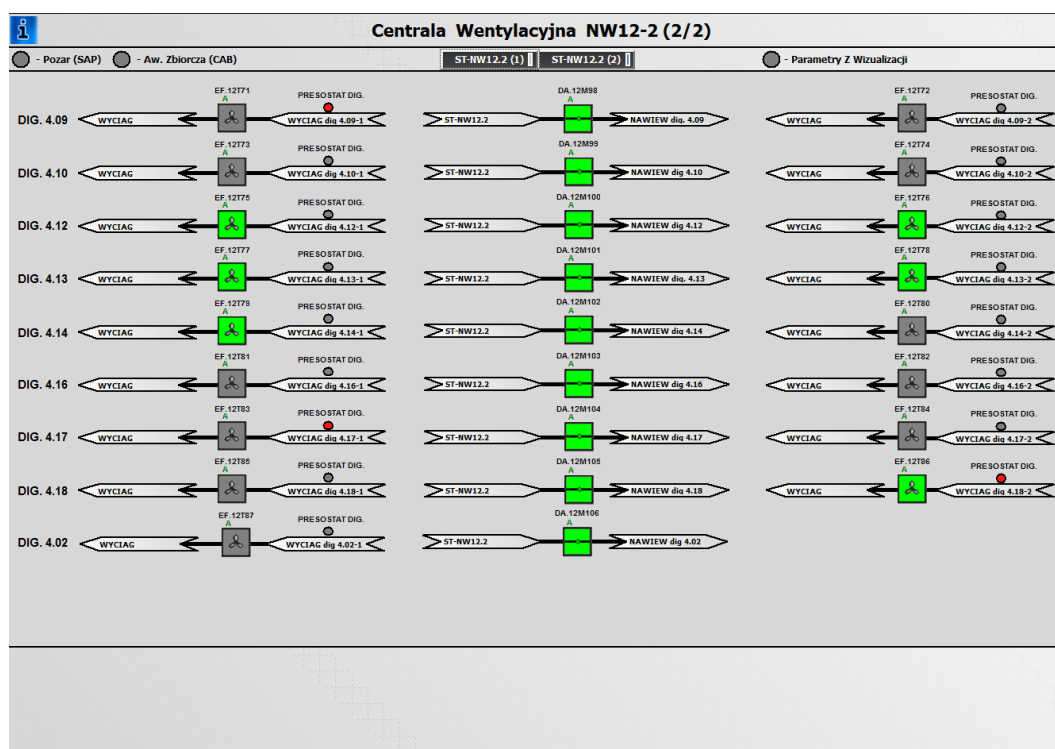 Centrala Wentylacyjna NW12-2 (2/2)
- Pozar (SAP) - Aw. Zbiorcza (CAB) ST-NW12.2 (1) ST-NW12.2 (2) - Parametry Z Wizualizacji
EF.12T71 PRESOSTAT DIG. DA.12M98 EF.12T72 PRESOSTAT DIG.
A A A
DIG. 4.09 WYCIAG WYCIAG dig 4.09-1 ST-NW12.2 NAWIEW dig. 4.09 WYCIAG WYCIAG dig 4.09-2
EF.12T73 PRESOSTAT DIG. DA.12M99 EF.12T74 PRESOSTAT DIG.
A A A
DIG. 4.10 WYCIAG WYCIAG dig 4.10-1 ST-NW12.2 NAWIEW dig 4.10 WYCIAG WYCIAG dig 4.10-2
EF.12T75 PRESOSTAT DIG. DA.12M100 EF.12T76 PRESOSTAT DIG.
A A A
DIG. 4.12 WYCIAG WYCIAG dig 4.12-1 ST-NW12.2 NAWIEW dig 4.12 WYCIAG WYCIAG dig 4.12-2
EF.12T77 PRESOSTAT DIG. DA.12M101 EF.12T78 PRESOSTAT DIG.
A A A
DIG. 4.13 WYCIAG WYCIAG dig 4.13-1 ST-NW12.2 NAWIEW dig. 4.13 WYCIAG WYCIAG dig 4.13-2
EF.12T79 PRESOSTAT DIG. DA.12M102 EF.12T80 PRESOSTAT DIG.
A A A
DIG. 4.14 WYCIAG WYCIAG dig 4.14-1 ST-NW12.2 NAWIEW dig 4.14 WYCIAG WYCIAG dig 4.14-2
EF.12T81 PRESOSTAT DIG. DA.12M103 EF.12T82 PRESOSTAT DIG.
A A A
DIG. 4.16 WYCIAG WYCIAG dig 4.16-1 ST-NW12.2 NAWIEW dig 4.16 WYCIAG WYCIAG dig 4.16-2
EF.12T83 PRESOSTAT DIG. DA.12M104 EF.12T84 PRESOSTAT DIG.
A A A
DIG. 4.17 WYCIAG WYCIAG dig 4.17-1 ST-NW12.2 NAWIEW dig 4.17 WYCIAG WYCIAG dig 4.17-2
EF.12T85 PRESOSTAT DIG. DA.12M105 EF.12T86 PRESOSTAT DIG.
A A A
DIG. 4.18 WYCIAG WYCIAG dig 4.18-1 ST-NW12.2 NAWIEW dig 4.18 WYCIAG WYCIAG dig 4.18-2
EF.12T87 PRESOSTAT DIG. DA.12M106
A A
DIG. 4.02 WYCIAG WYCIAG dig 4.02-1 ST-NW12.2 NAWIEW dig 4.02